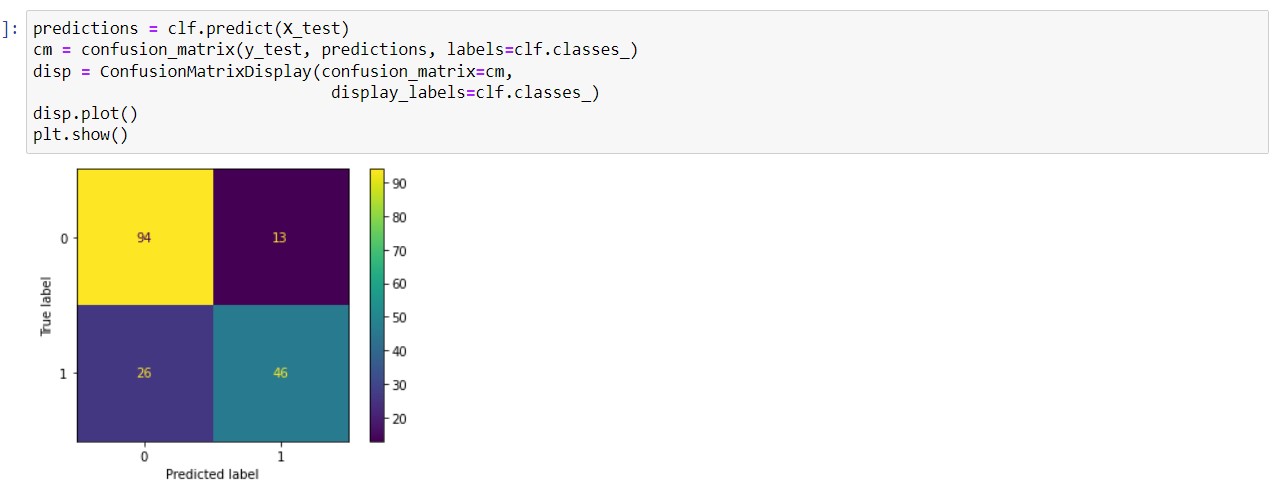 ]:
predictions = clf.predict(X_test)
cm = confusion_matrix(y_test, predictions, labels=clf.classes_)
disp = ConfusionMatrixDisplay(confusion_matrix=cm,
                              display_labels=clf.classes_)
disp.plot()
plt.show()
90
80
70
60
50
40
30
20
True label
0
94
13
1
26
46
0
1
Predicted label